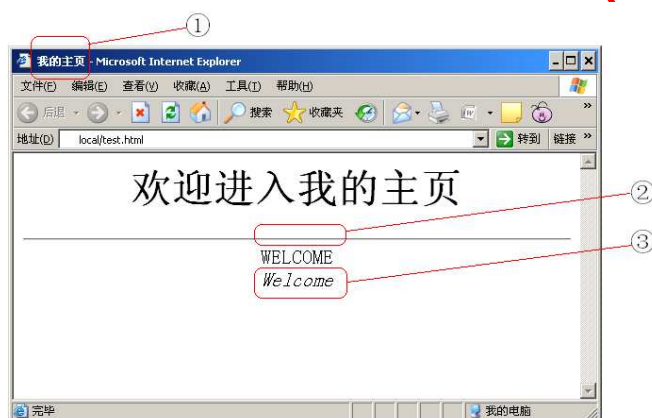 ①
我的主页 - Microsoft Internet Explorer
文件(F) 编辑(E) 查看(V) 收藏(A) 工具(T) 帮助(H)
后退 搜索 收藏夹 »
地址(D) local/test.html 转到 链接 »
欢迎进入我的主页
②
③
WELCOME
Welcome
完毕 我的电脑